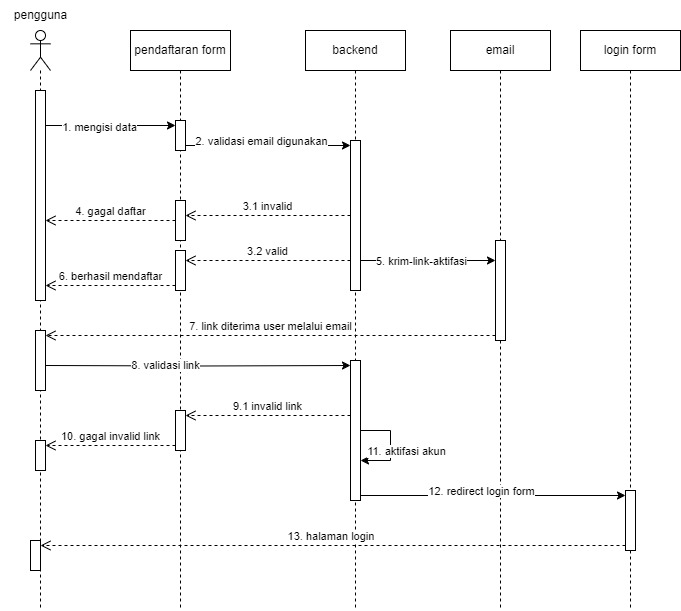 pengguna
pendaftaran form
backend
email
login form
1. mengisi data
2. validasi email digunakan
3.1 invalid
4. gagal daftar
3.2 valid
5. krim-link-aktifasi
6. berhasil mendaftar
7. link diterima user melalui email
8. validasi link
9.1 invalid link
10. gagal invalid link
11. aktifasi akun
12. redirect login form
13. halaman login